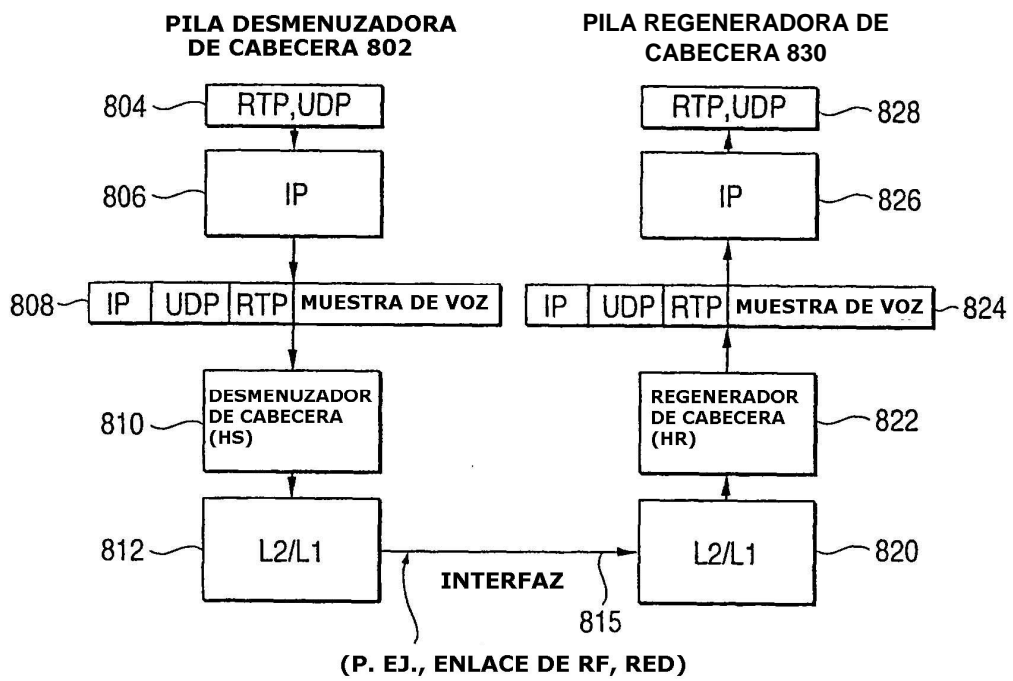 PILA DESMENUZADORA
DE CABECERA 802
PILA REGENERADORA DE
CABECERA 830
804
RTP,UDP
RTP,UDP
828
806
IP
IP
826
808
IP
UDP
RTP
MUESTRA DE VOZ
IP
UDP
RTP
MUESTRA DE VOZ
824
810
DESMENUZADOR
DE CABECERA
(HS)
REGENERADOR
DE CABECERA
(HR)
822
812
L2/L1
L2/L1
820
INTERFAZ
815
(P. EJ., ENLACE DE RF, RED)